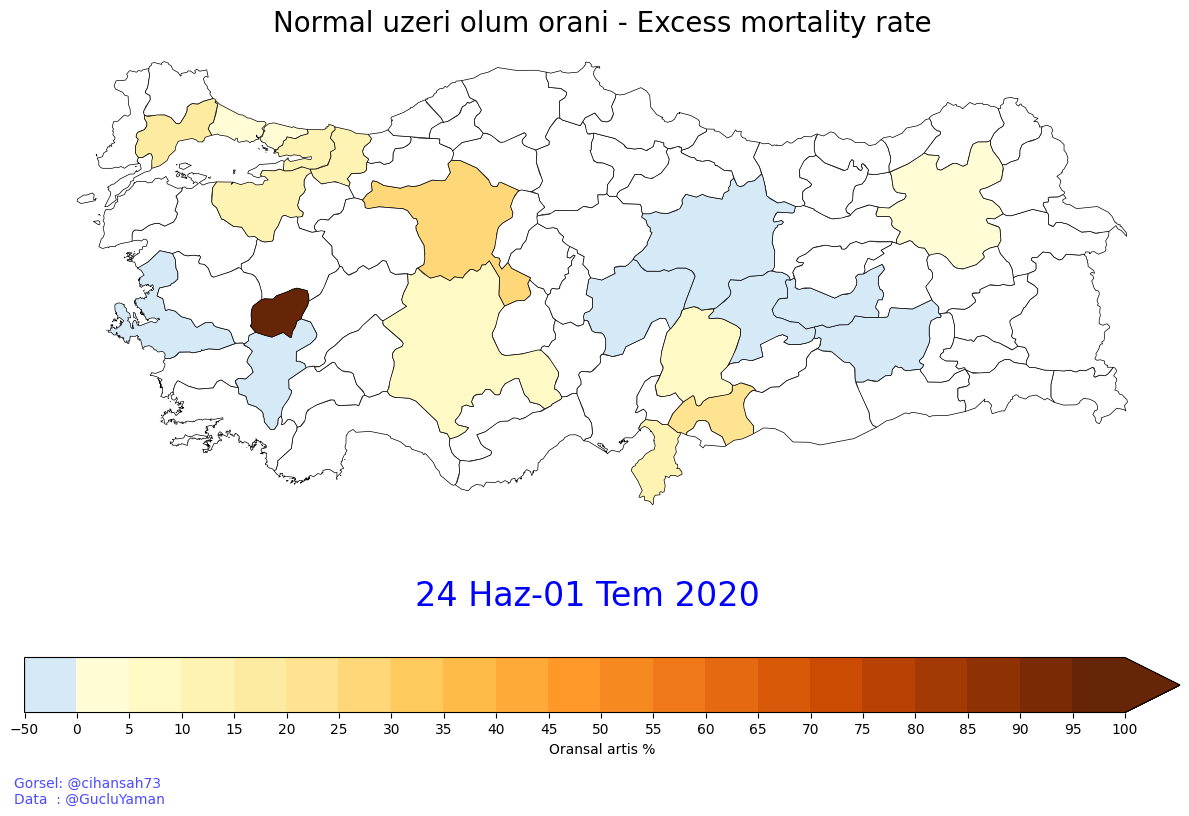 Normal uzeri olum orani - Excess mortality rate
24 Haz-01 Tem 2020
−50 0 5 10 15 20 25 30 35 40 45 50 55 60 65 70 75 80 85 90 95 100
Oransal artis %
Gorsel: @cihansah73
Data  : @GucluYaman